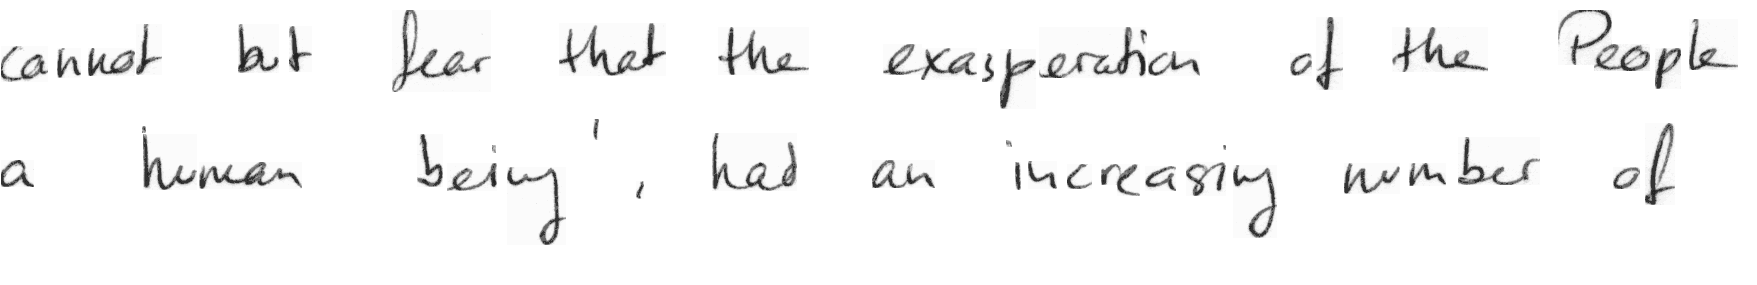 cannot but fear that the exasperation of the People
a human being', had an increasing number of